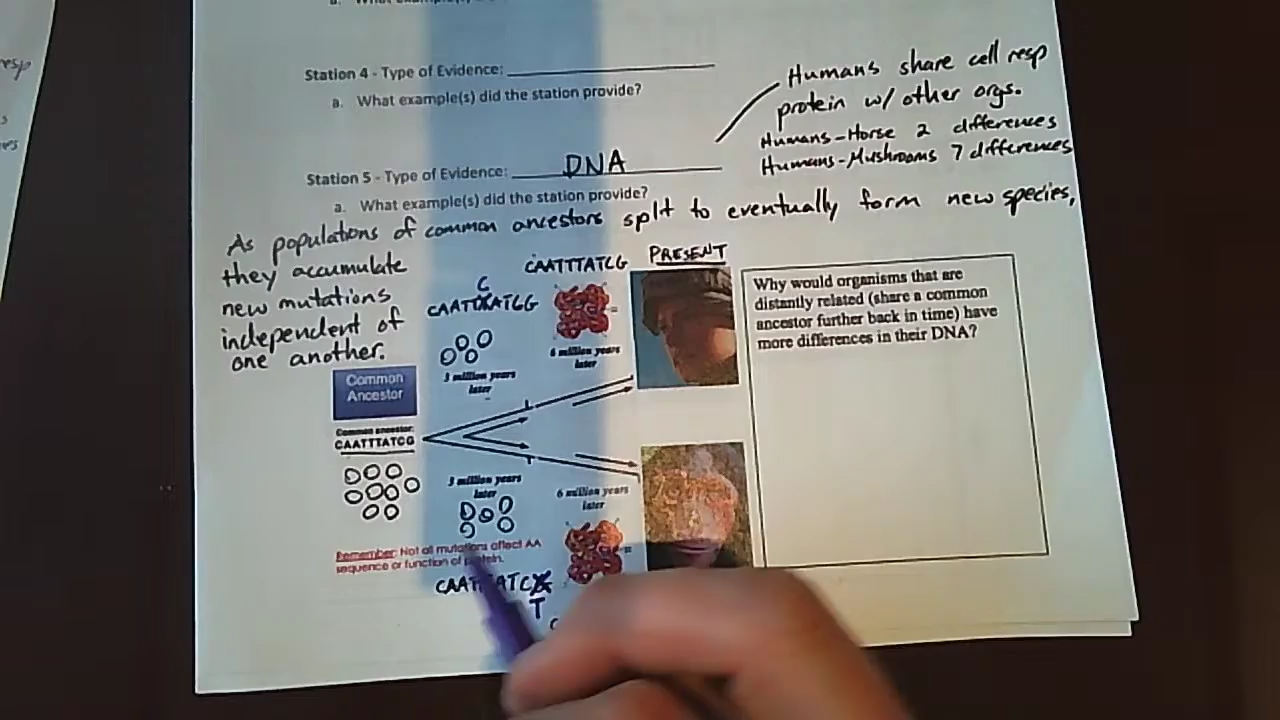 resp
s
Station 4 - Type of Evidence:
a. What example(s) did the station provide?
Humans share cell resp
protein w/ other orgs.
Humans-Horse 2 differences
Humans-Mushrooms 7 differences
Station 5 - Type of Evidence: DNA
a. What example(s) did the station provide?
As populations of common ancestors split to eventually form new species,
they accumulate
new mutations
independent of
one another.
CAATTTATCG PRESENT
C
3 million years
later
6 million years
later
Common
Ancestor
Common ancestor:
CAATTTATCG
3 million years
later
6 million years
later
Remember: Not all mutations affect AA
sequence or function of protein.
T
Why would organisms that are
distantly related (share a common
ancestor further back in time) have
more differences in their DNA?